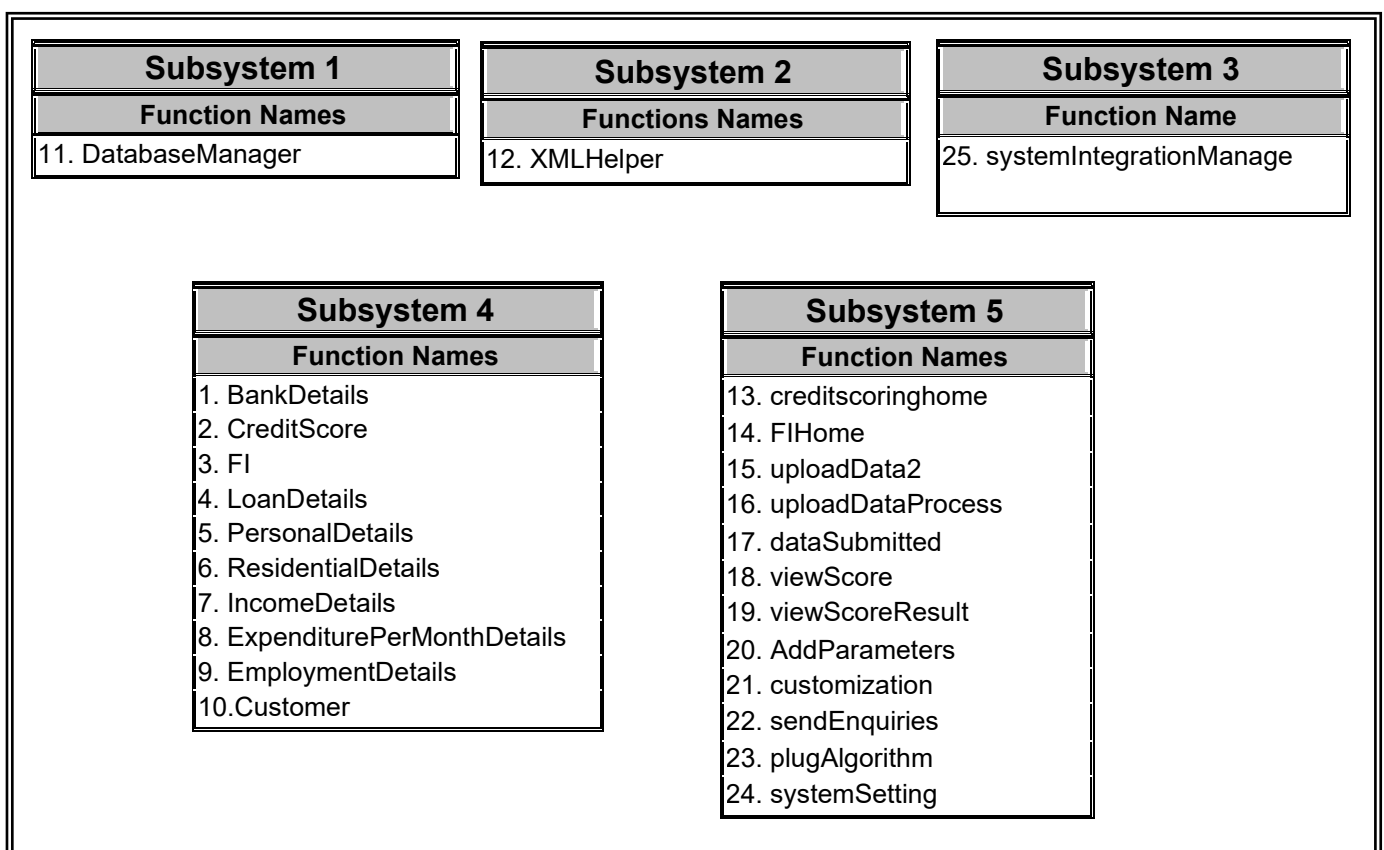 Subsystem 1
Function Names
11. DatabaseManager
Subsystem 2
Functions Names
12. XMLHelper
Subsystem 3
Function Name
25. systemIntegrationManage
Subsystem 4
Function Names
1. BankDetails
2. CreditScore
3. FI
4. LoanDetails
5. PersonalDetails
6. ResidentialDetails
7. IncomeDetails
8. ExpenditurePerMonthDetails
9. EmploymentDetails
10.Customer
Subsystem 5
Function Names
13. creditscoringhome
14. FIHome
15. uploadData2
16. uploadDataProcess
17. dataSubmitted
18. viewScore
19. viewScoreResult
20. AddParameters
21. customization
22. sendEnquiries
23. plugAlgorithm
24. systemSetting